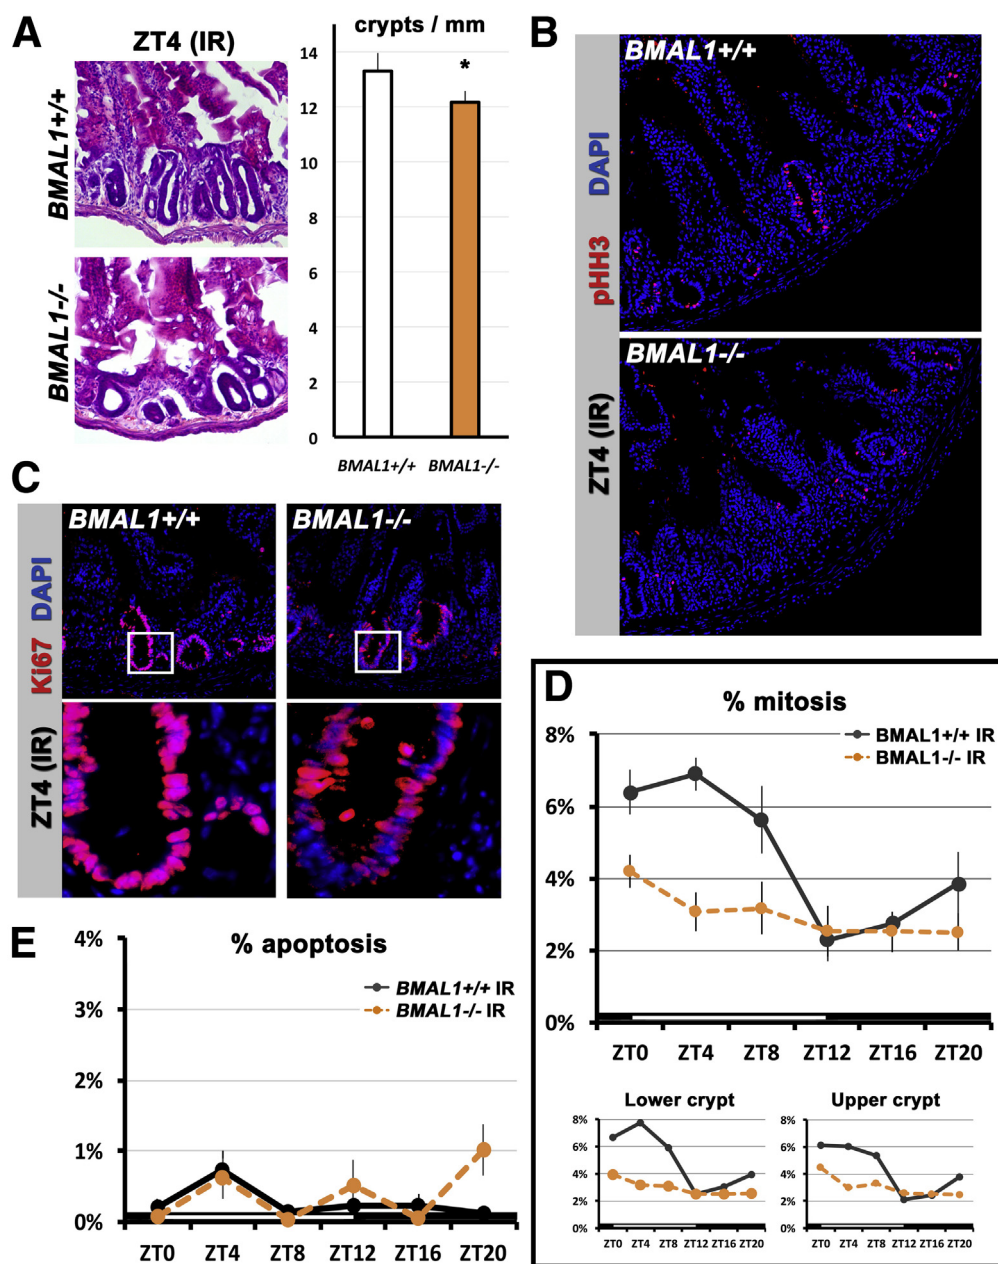 A
ZT4 (IR)
BMAL1+/+
BMAL1-/-
crypts / mm
14
12
10
8
6
4
2
0
BMAL1+/+ BMAL1-/-
*
B
pHH3 DAPI
ZT4 (IR)
BMAL1+/+
BMAL1-/-
C
Ki67 DAPI
ZT4 (IR)
BMAL1+/+
BMAL1-/-
D
% mitosis
BMAL1+/+ IR
BMAL1-/- IR
8%
6%
4%
2%
0%
ZT0 ZT4 ZT8 ZT12 ZT16 ZT20
Lower crypt
8%
6%
4%
2%
0%
ZT0 ZT4 ZT8 ZT12 ZT16 ZT20
Upper crypt
8%
6%
4%
2%
0%
ZT0 ZT4 ZT8 ZT12 ZT16 ZT20
E
% apoptosis
BMAL1+/+ IR
BMAL1-/- IR
4%
3%
2%
1%
0%
ZT0 ZT4 ZT8 ZT12 ZT16 ZT20